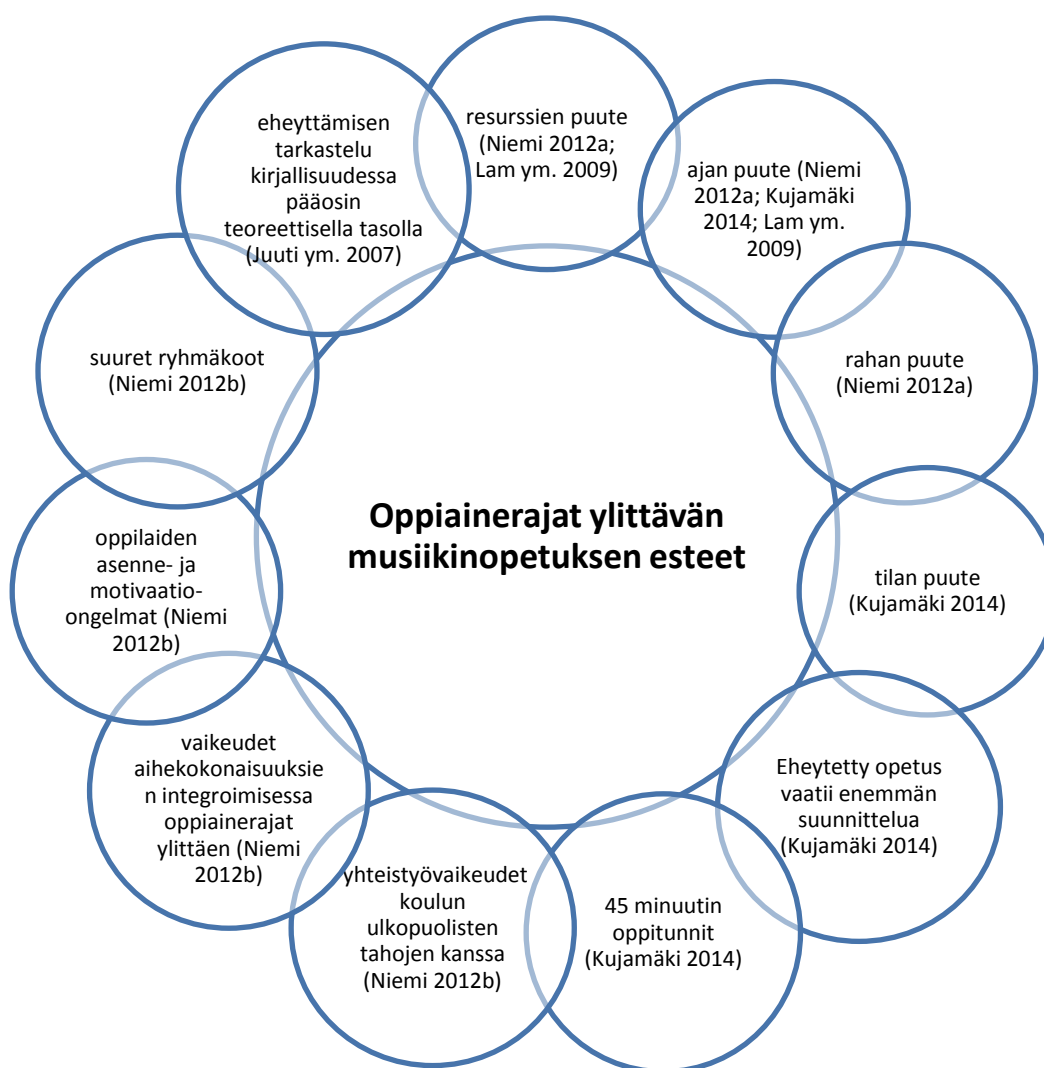 resurssien puute
(Niemi 2012a;
Lam ym. 2009)
ajan puute (Niemi
2012a; Kujamäki
2014; Lam ym.
2009)
rahan puute
(Niemi 2012a)
tilan puute
(Kujamäki 2014)
Eheytetty opetus
vaatii enemmän
suunnittelua
(Kujamäki 2014)
45 minuutin
oppitunnit
(Kujamäki 2014)
yhteistyövaikeudet
koulun
ulkopuolisten
tahojen kanssa
(Niemi 2012b)
vaikeudet
aihekokonaisuuksie
n integroimisessa
oppiainerajat
ylittäen (Niemi
2012b)
oppilaiden
asenne- ja
motivaatio-
ongelmat (Niemi
2012b)
suuret ryhmäkoot
(Niemi 2012b)
eheyttämisen
tarkastelu
kirjallisuudessa
pääosin
teoreettisella tasolla
(Juuti ym. 2007)
Oppiainerajat ylittävän
musiikinopetuksen esteet